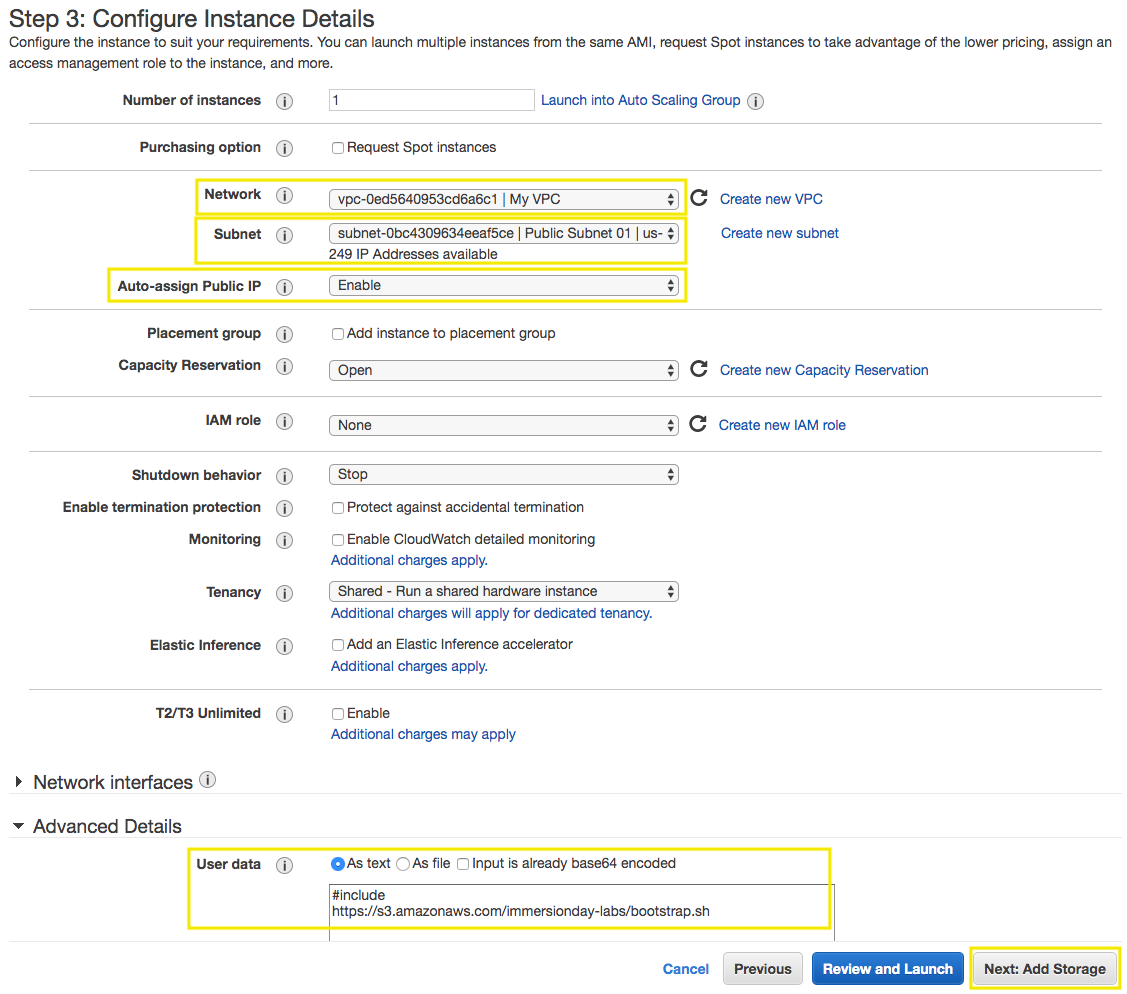 Step 3: Configure Instance Details
Configure the instance to suit your requirements. You can launch multiple instances from the same AMI, request Spot instances to take advantage of the lower pricing, assign an
access management role to the instance, and more.
Number of instances i 1 Launch into Auto Scaling Group i
Purchasing option i Request Spot instances
Network i vpc-0ed5640953cd6a6c1 | My VPC Create new VPC
Subnet i subnet-0bc4309634eeaf5ce | Public Subnet 01 | us- Create new subnet
249 IP Addresses available
Auto-assign Public IP i Enable
Placement group i Add instance to placement group
Capacity Reservation i Open Create new Capacity Reservation
IAM role i None Create new IAM role
Shutdown behavior i Stop
Enable termination protection i Protect against accidental termination
Monitoring i Enable CloudWatch detailed monitoring
Additional charges apply.
Tenancy i Shared - Run a shared hardware instance
Additional charges will apply for dedicated tenancy.
Elastic Inference i Add an Elastic Inference accelerator
Additional charges apply.
T2/T3 Unlimited i Enable
Additional charges may apply
Network interfaces i
Advanced Details
User data i As text As file Input is already base64 encoded
#include
https://s3.amazonaws.com/immersionday-labs/bootstrap.sh
Cancel Previous Review and Launch Next: Add Storage